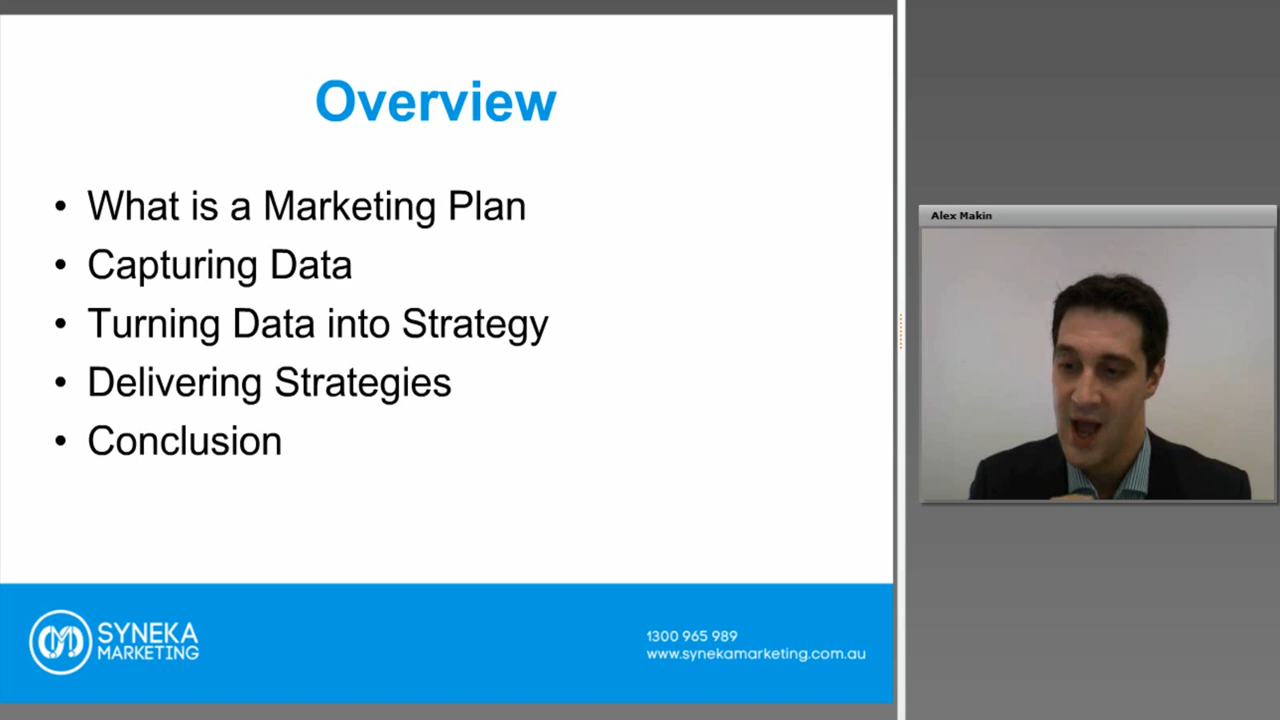 Overview
• What is a Marketing Plan
• Capturing Data
• Turning Data into Strategy
• Delivering Strategies
• Conclusion
SYNEKA
MARKETING
1300 965 989
www.synekamarketing.com.au
Alex Makin